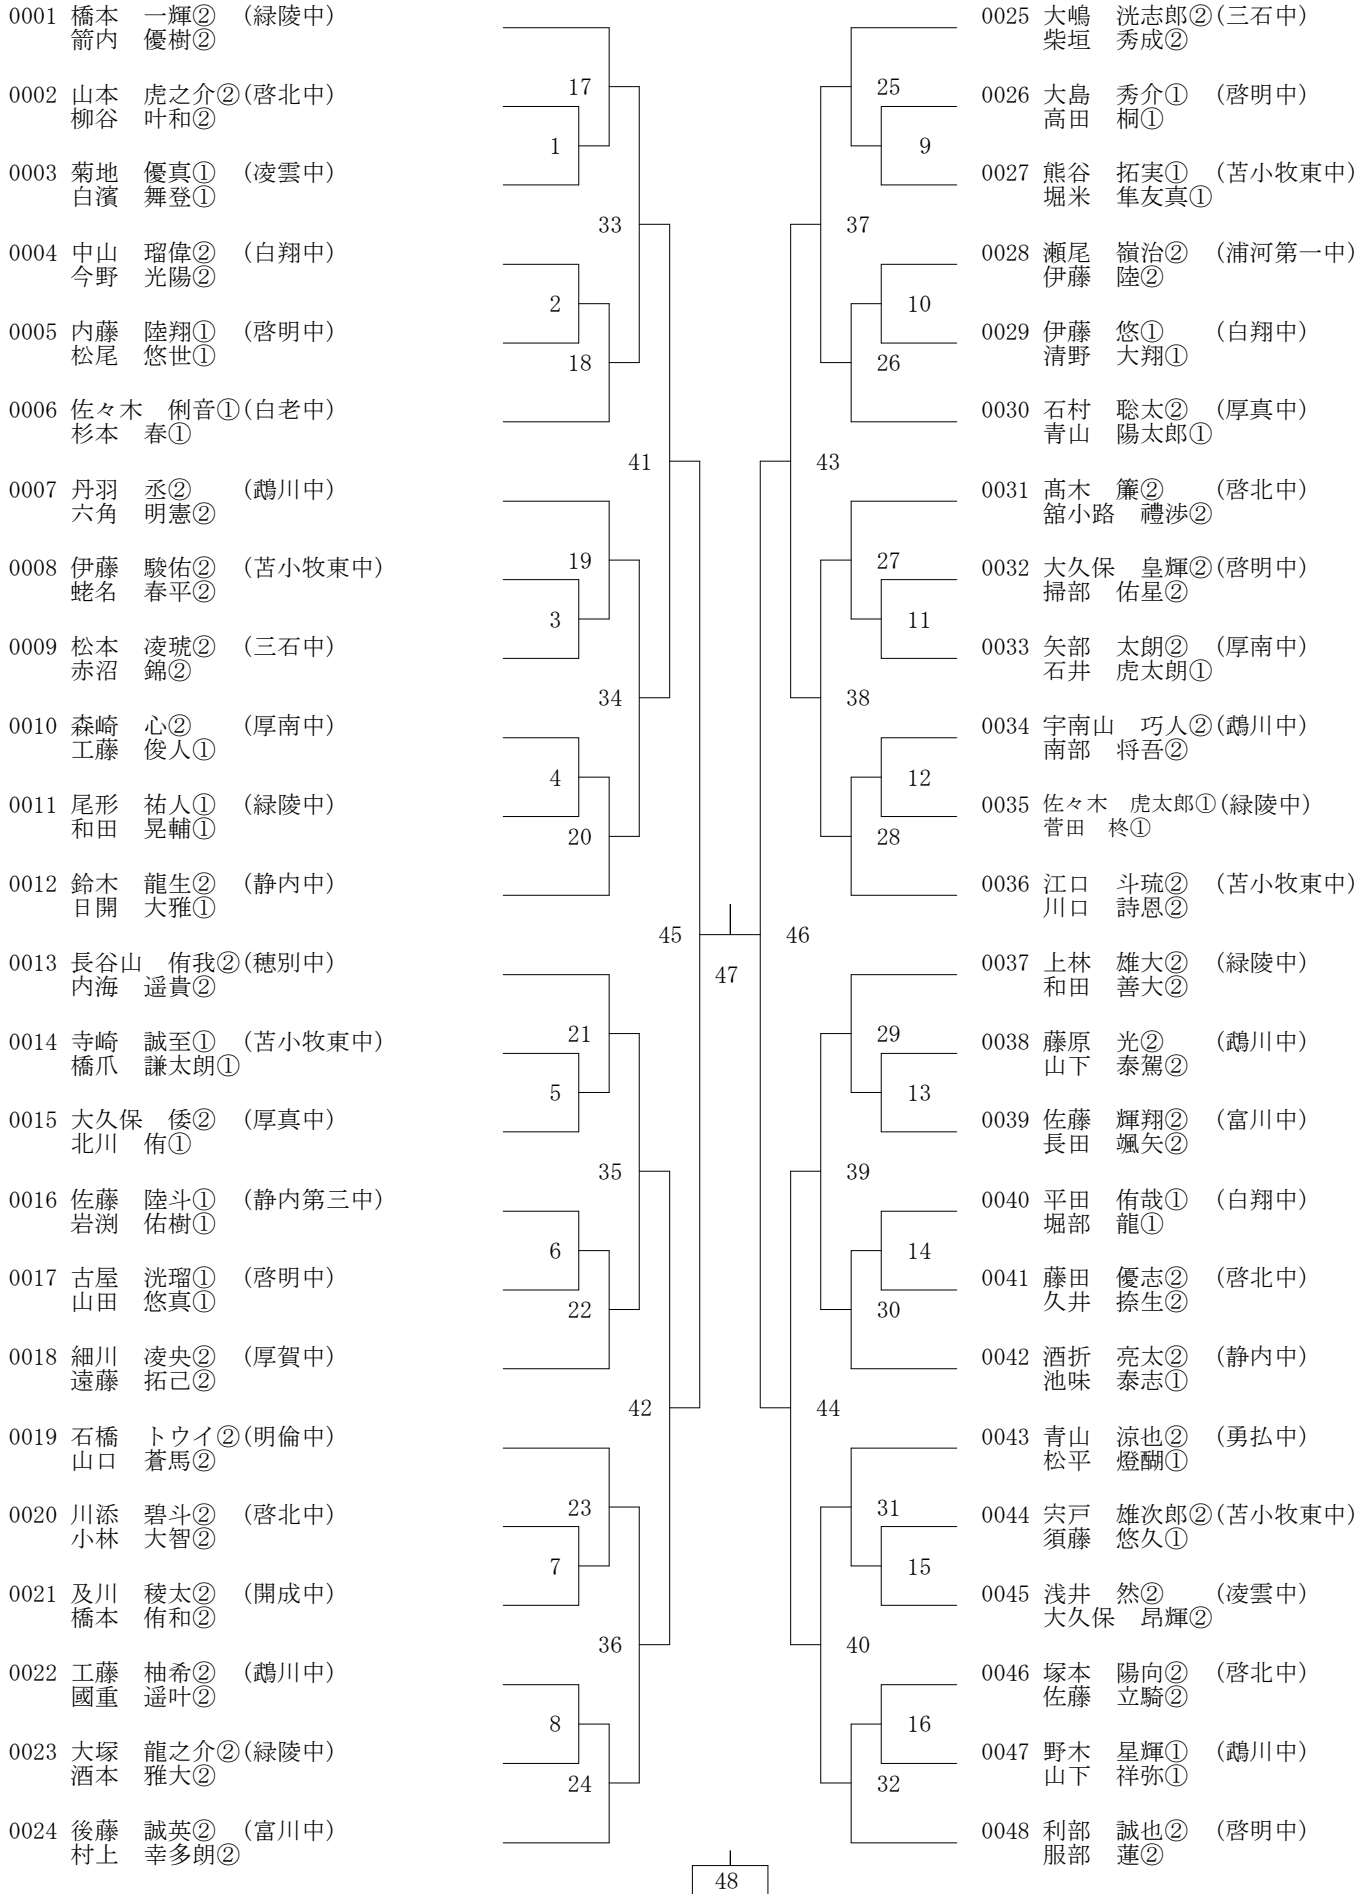 0001 橋本　一輝② (緑陵中)
箭内　優樹②
0002 山本　虎之介② (啓北中)
柳谷　叶和②
0003 菊地　優真① (凌雲中)
白濱　舞登①
0004 中山　瑠偉② (白翔中)
今野　光陽②
0005 内藤　陸翔① (啓明中)
松尾　悠世①
0006 佐々木　俐音① (白老中)
杉本　春①
0007 丹羽　丞② (鵡川中)
六角　明憲②
0008 伊藤　駿佑② (苫小牧東中)
蛯名　春平②
0009 松本　凌琥② (三石中)
赤沼　錦②
0010 森崎　心② (厚南中)
工藤　俊人①
0011 尾形　祐人① (緑陵中)
和田　晃輔①
0012 鈴木　龍生② (静内中)
日開　大雅①
0013 長谷山　侑我② (穂別中)
内海　遥貴②
0014 寺崎　誠至① (苫小牧東中)
橋爪　謙太朗①
0015 大久保　倭② (厚真中)
北川　侑①
0016 佐藤　陸斗① (静内第三中)
岩渕　佑樹①
0017 古屋　洸瑠① (啓明中)
山田　悠真①
0018 細川　凌央② (厚賀中)
遠藤　拓己②
0019 石橋　トウイ② (明倫中)
山口　蒼馬②
0020 川添　碧斗② (啓北中)
小林　大智②
0021 及川　稜太② (開成中)
橋本　侑和②
0022 工藤　柚希② (鵡川中)
國重　遥叶②
0023 大塚　龍之介② (緑陵中)
酒本　雅大②
0024 後藤　誠英② (富川中)
村上　幸多朗②
17
1
33
2
18
41
19
3
34
4
20
45
21
5
35
6
22
42
23
7
36
8
24
47
48
25
9
37
10
26
43
27
11
38
12
28
46
29
13
39
14
30
44
31
15
40
16
32
0025 大嶋　洸志郎② (三石中)
柴垣　秀成②
0026 大島　秀介① (啓明中)
高田　桐①
0027 熊谷　拓実① (苫小牧東中)
堀米　隼友真①
0028 瀬尾　嶺治② (浦河第一中)
伊藤　陸②
0029 伊藤　悠① (白翔中)
清野　大翔①
0030 石村　聡太② (厚真中)
青山　陽太郎①
0031 髙木　簾② (啓北中)
舘小路　禮渉②
0032 大久保　皇輝② (啓明中)
掃部　佑星②
0033 矢部　太朗② (厚南中)
石井　虎太朗①
0034 宇南山　巧人② (鵡川中)
南部　将吾②
0035 佐々木　虎太郎① (緑陵中)
菅田　柊①
0036 江口　斗琉② (苫小牧東中)
川口　詩恩②
0037 上林　雄大② (緑陵中)
和田　善大②
0038 藤原　光② (鵡川中)
山下　泰駕②
0039 佐藤　輝翔② (富川中)
長田　颯矢②
0040 平田　侑哉① (白翔中)
堀部　龍①
0041 藤田　優志② (啓北中)
久井　捺生②
0042 酒折　亮太② (静内中)
池味　泰志①
0043 青山　涼也② (勇払中)
松平　燈醐①
0044 宍戸　雄次郎② (苫小牧東中)
須藤　悠久①
0045 浅井　然② (凌雲中)
大久保　昂輝②
0046 塚本　陽向② (啓北中)
佐藤　立騎②
0047 野木　星輝① (鵡川中)
山下　祥弥①
0048 利部　誠也② (啓明中)
服部　蓮②